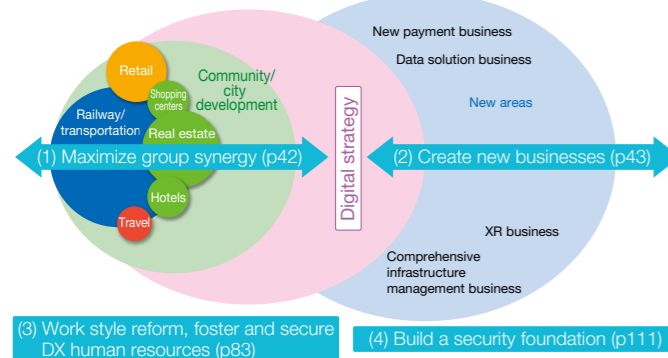 New payment business
Data solution business
New areas
Retail
Shopping
centers
Community/
city
development
Railway/
transportation
Real estate
(1) Maximize group synergy (p42)
Digital strategy
(2) Create new businesses (p43)
Hotels
Travel
XR business
Comprehensive
infrastructure
management business
(3) Work style reform, foster and secure
DX human resources (p83)
(4) Build a security foundation (p111)